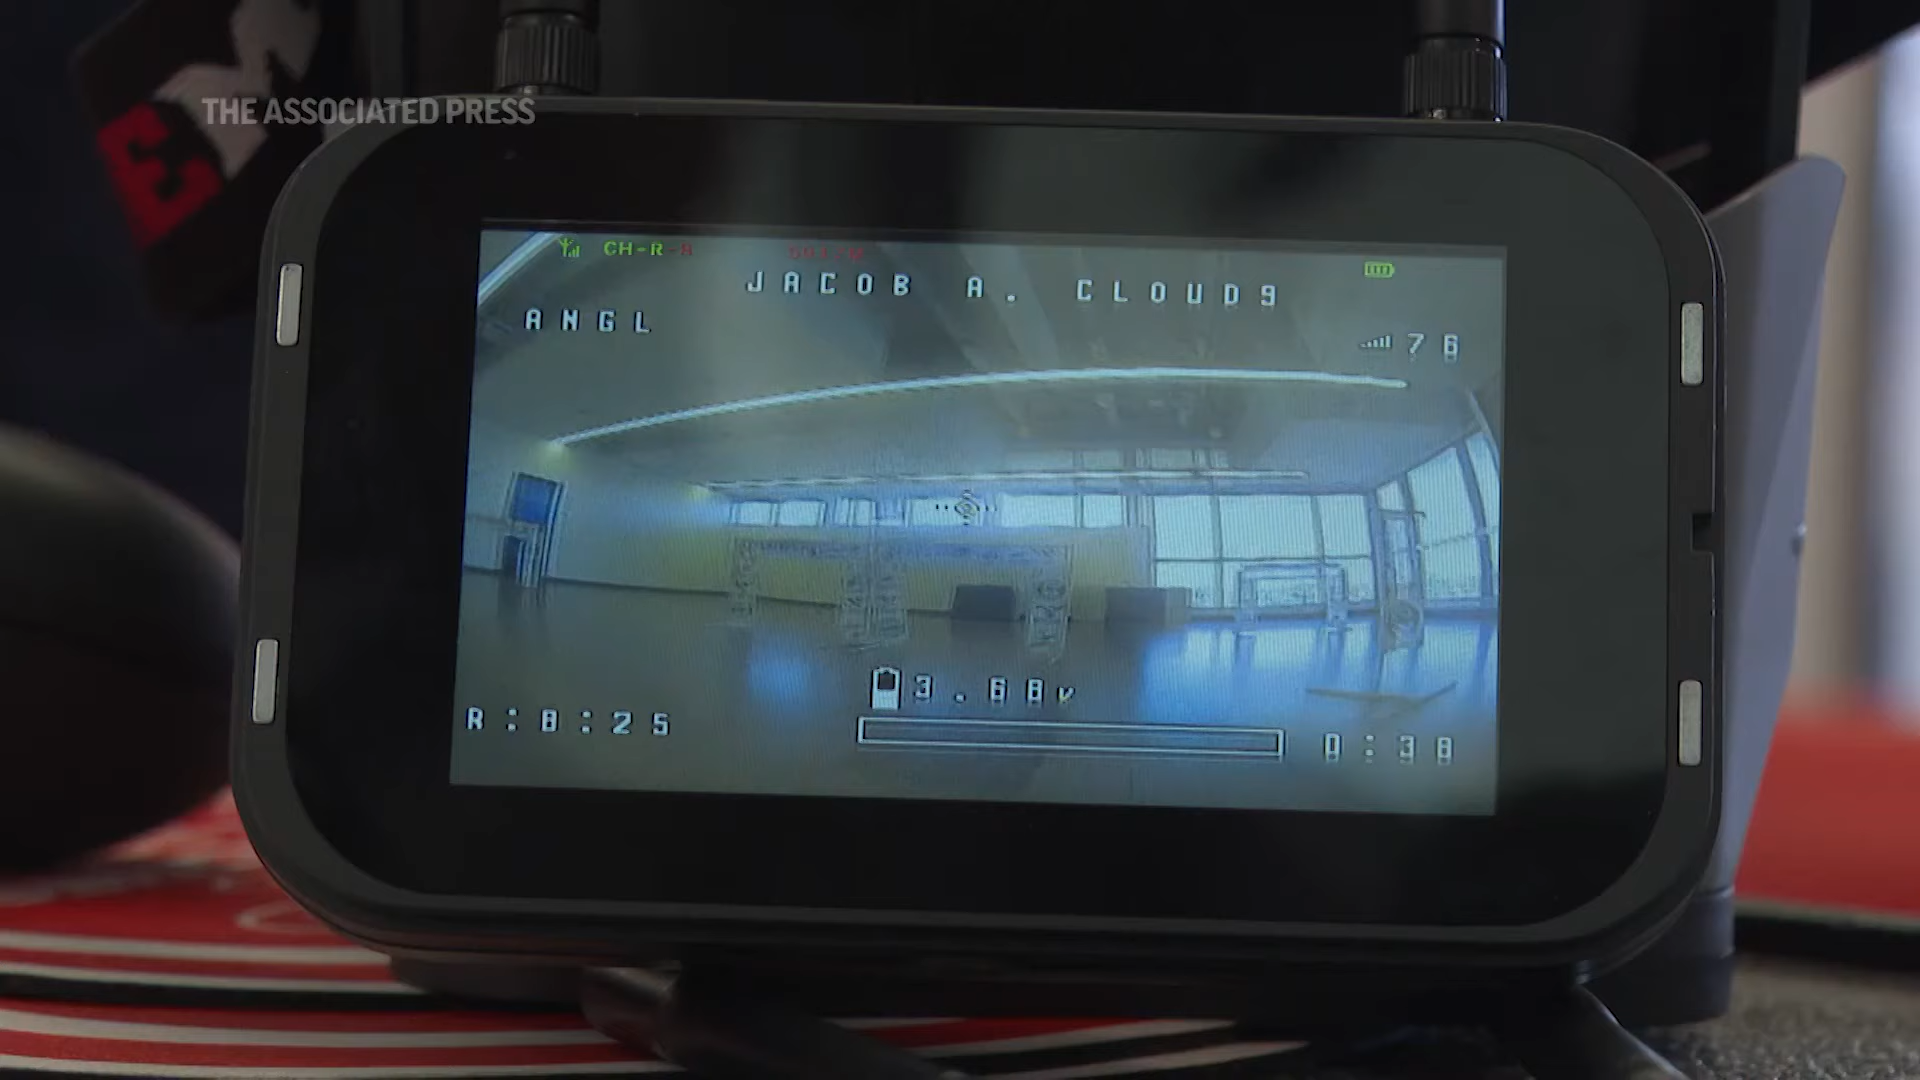 THE ASSOCIATED PRESS
CH-R-8
JACOB A. CLOUD9
ANGL
76
3.68V
R:8:25
0:38